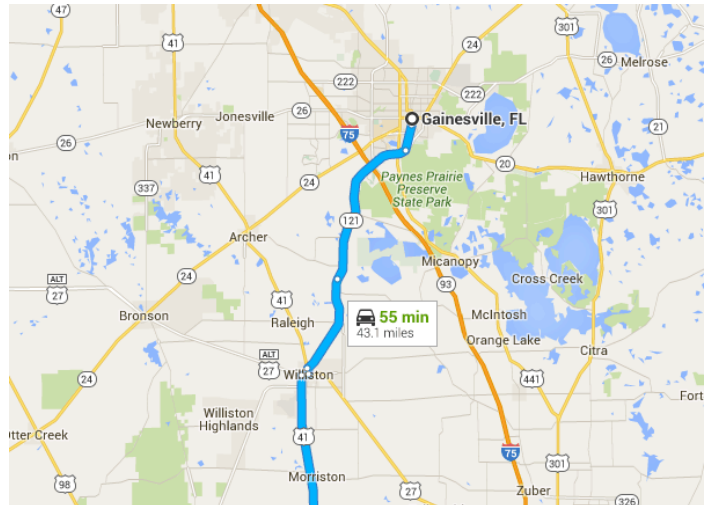 47
41
24
301
26
Melrose
222
222
Jonesville
26
Newberry
75
Gainesville, FL
21
26
337
41
24
20
Paynes Prairie
Preserve
State Park
Hawthorne
301
121
Archer
Micanopy
ALT
27
24
93
Cross Creek
41
55 min
43.1 miles
Bronson
Raleigh
McIntosh
Orange Lake
Citra
ALT
27
Williston
24
441
Fort
Williston
Highlands
41
Otter Creek
75
301
98
Morriston
27
Zuber
326